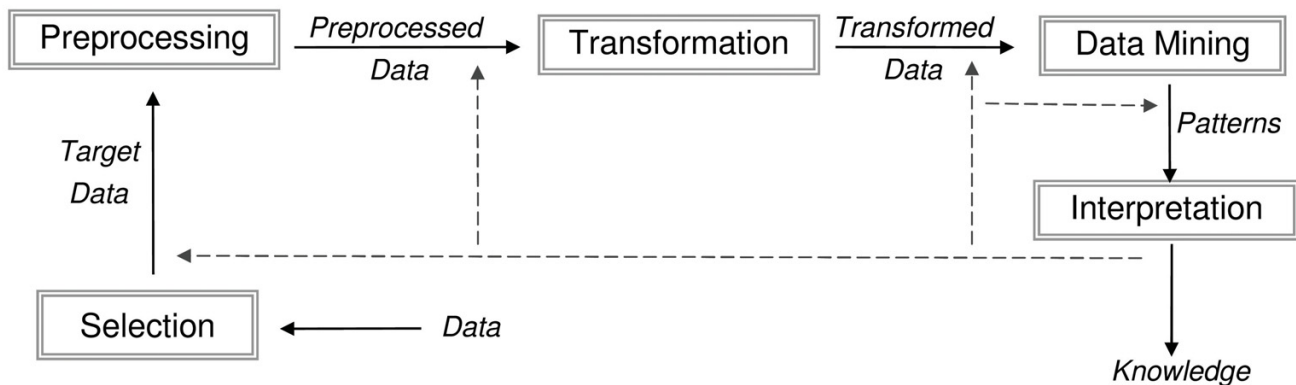 Preprocessing
Preprocessed
Data
Transformation
Transformed
Data
Data Mining
Target
Data
Patterns
Interpretation
Selection
Data
Knowledge